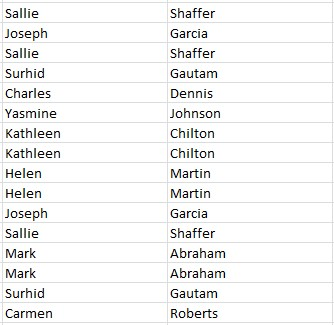 Sallie Shaffer
Joseph Garcia
Sallie Shaffer
Surhid Gautam
Charles Dennis
Yasmine Johnson
Kathleen Chilton
Kathleen Chilton
Helen Martin
Helen Martin
Joseph Garcia
Sallie Shaffer
Mark Abraham
Mark Abraham
Surhid Gautam
Carmen Roberts